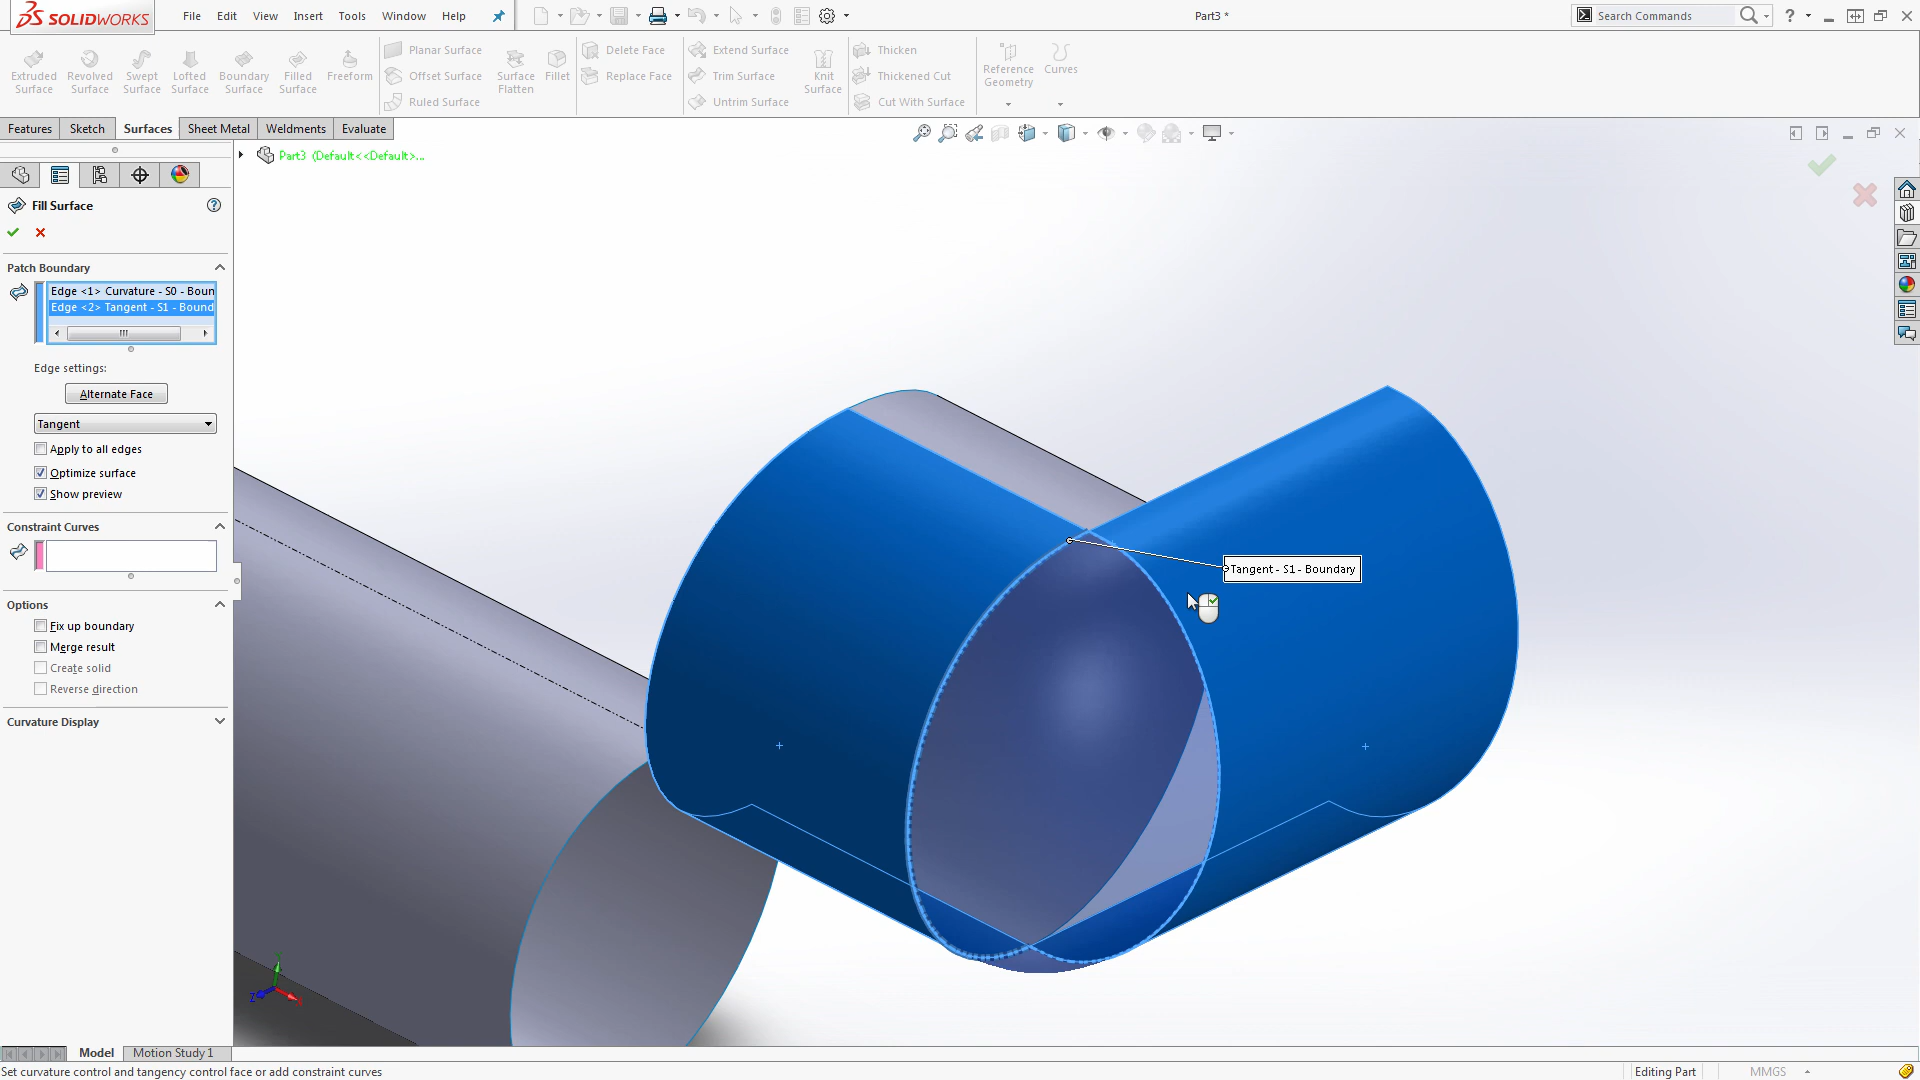 SOLIDWORKS
File Edit View Insert Tools Window Help
Part3 *
Search Commands
?
Extruded Surface
Revolved Surface
Swept Surface
Lofted Surface
Boundary Surface
Filled Surface
Freeform
Planar Surface
Offset Surface
Ruled Surface
Surface Flatten
Fillet
Delete Face
Replace Face
Extend Surface
Trim Surface
Untrim Surface
Knit Surface
Thicken
Thickened Cut
Cut With Surface
Reference Geometry
Curves
Features Sketch Surfaces Sheet Metal Weldments Evaluate
Part3 (Default<<Default>...
Fill Surface
?
Patch Boundary
Edge <1> Curvature - S0 - Boun
Edge <2> Tangent - S1 - Bound
Edge settings:
Alternate Face
Tangent
Apply to all edges
Optimize surface
Show preview
Constraint Curves
Options
Fix up boundary
Merge result
Create solid
Reverse direction
Curvature Display
Tangent - S1 - Boundary
Z
Model Motion Study 1
Set curvature control and tangency control face or add constraint curves
Editing Part
MMGS